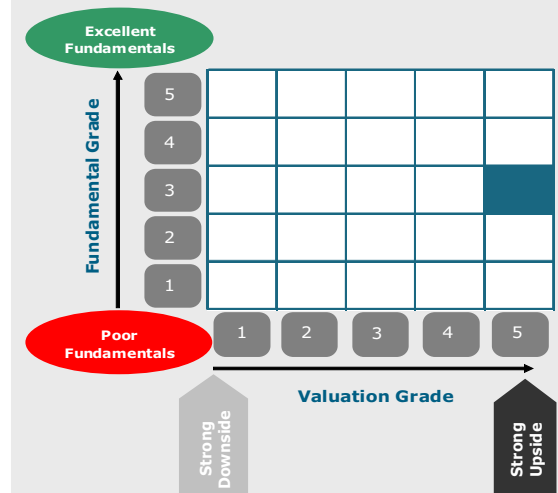 Excellent
Fundamentals
Fundamental Grade
5
4
3
2
1
Poor
Fundamentals
1
2
3
4
5
Valuation Grade
Strong
Downside
Strong
Upside